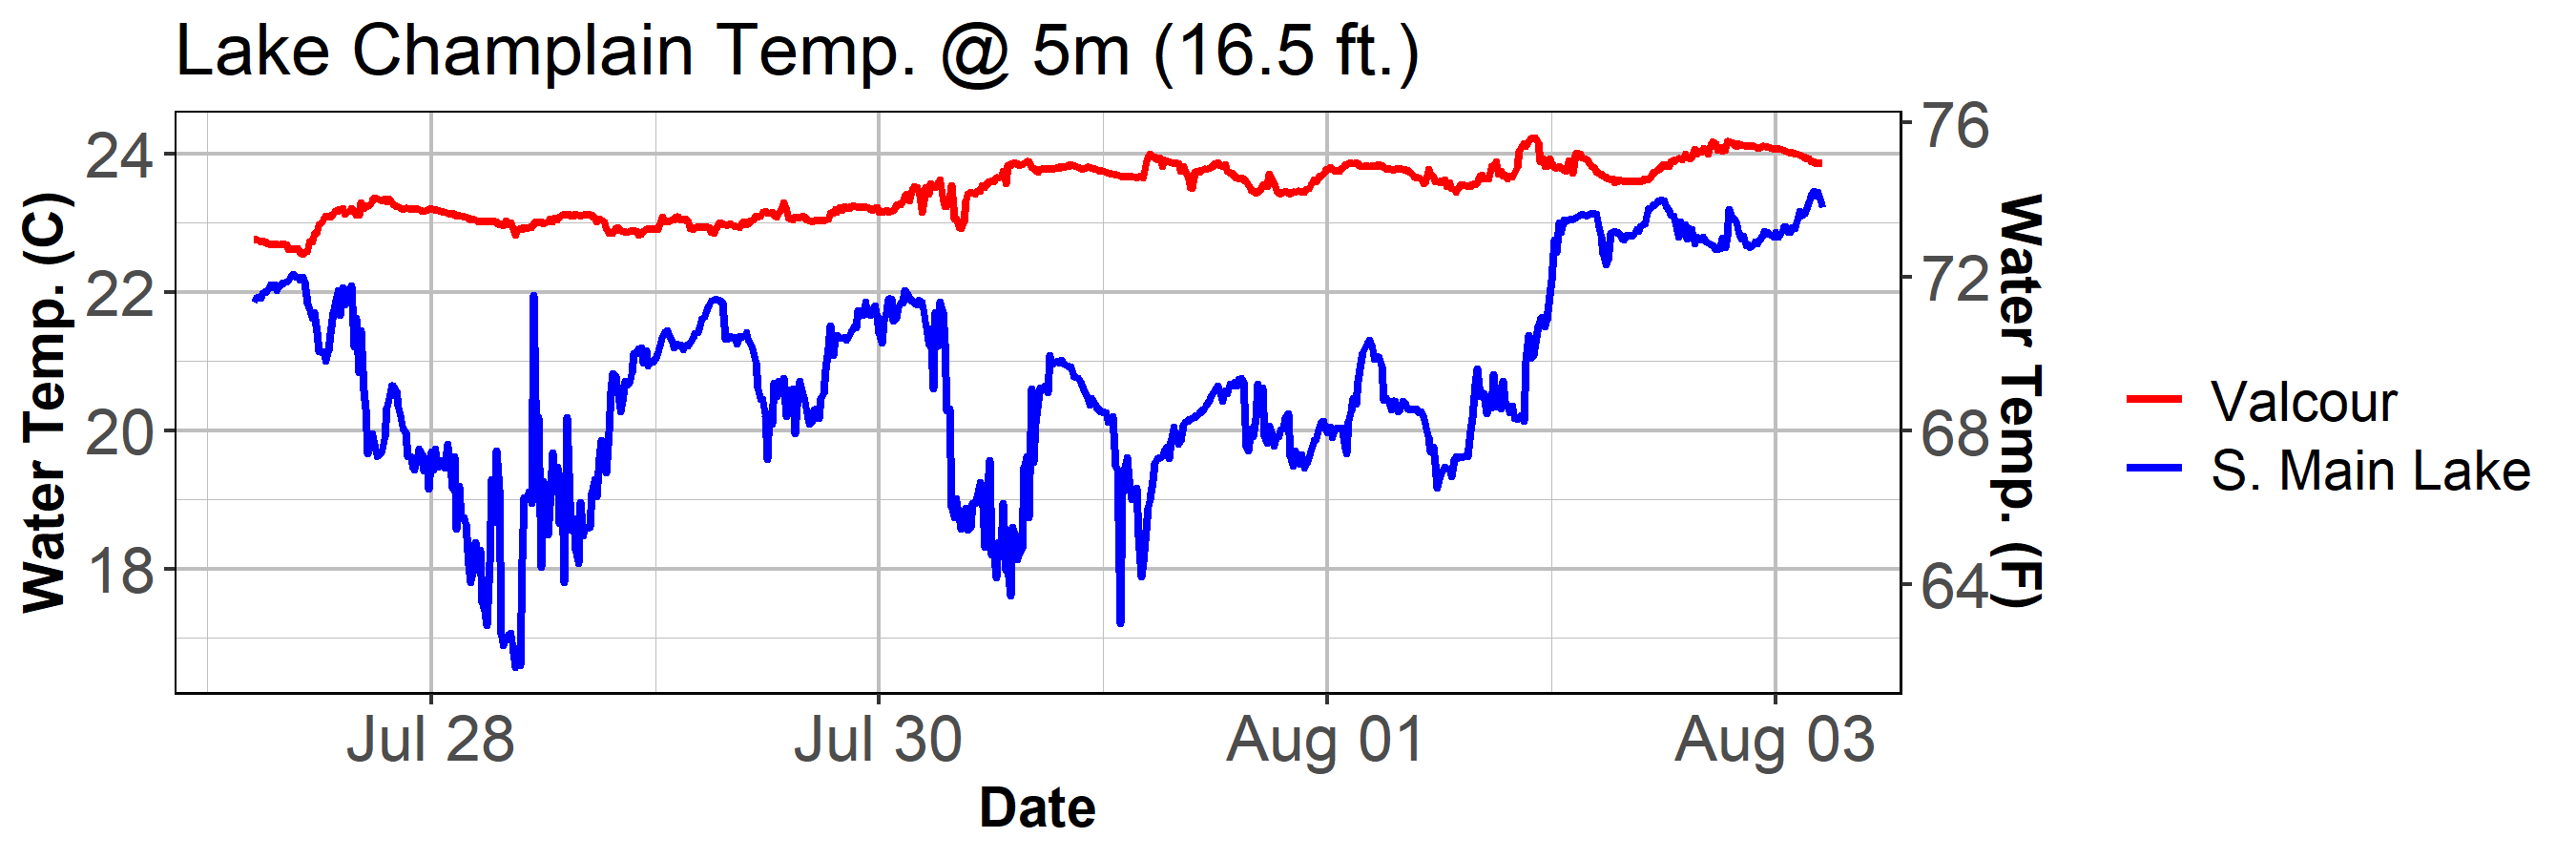 Lake Champlain Temp. @ 5m (16.5 ft.)
Water Temp. (C)
24
22
20
18
76
72
68
64
Water Temp. (F)
Jul 28
Jul 30
Aug 01
Aug 03
Date
Valcour
S. Main Lake